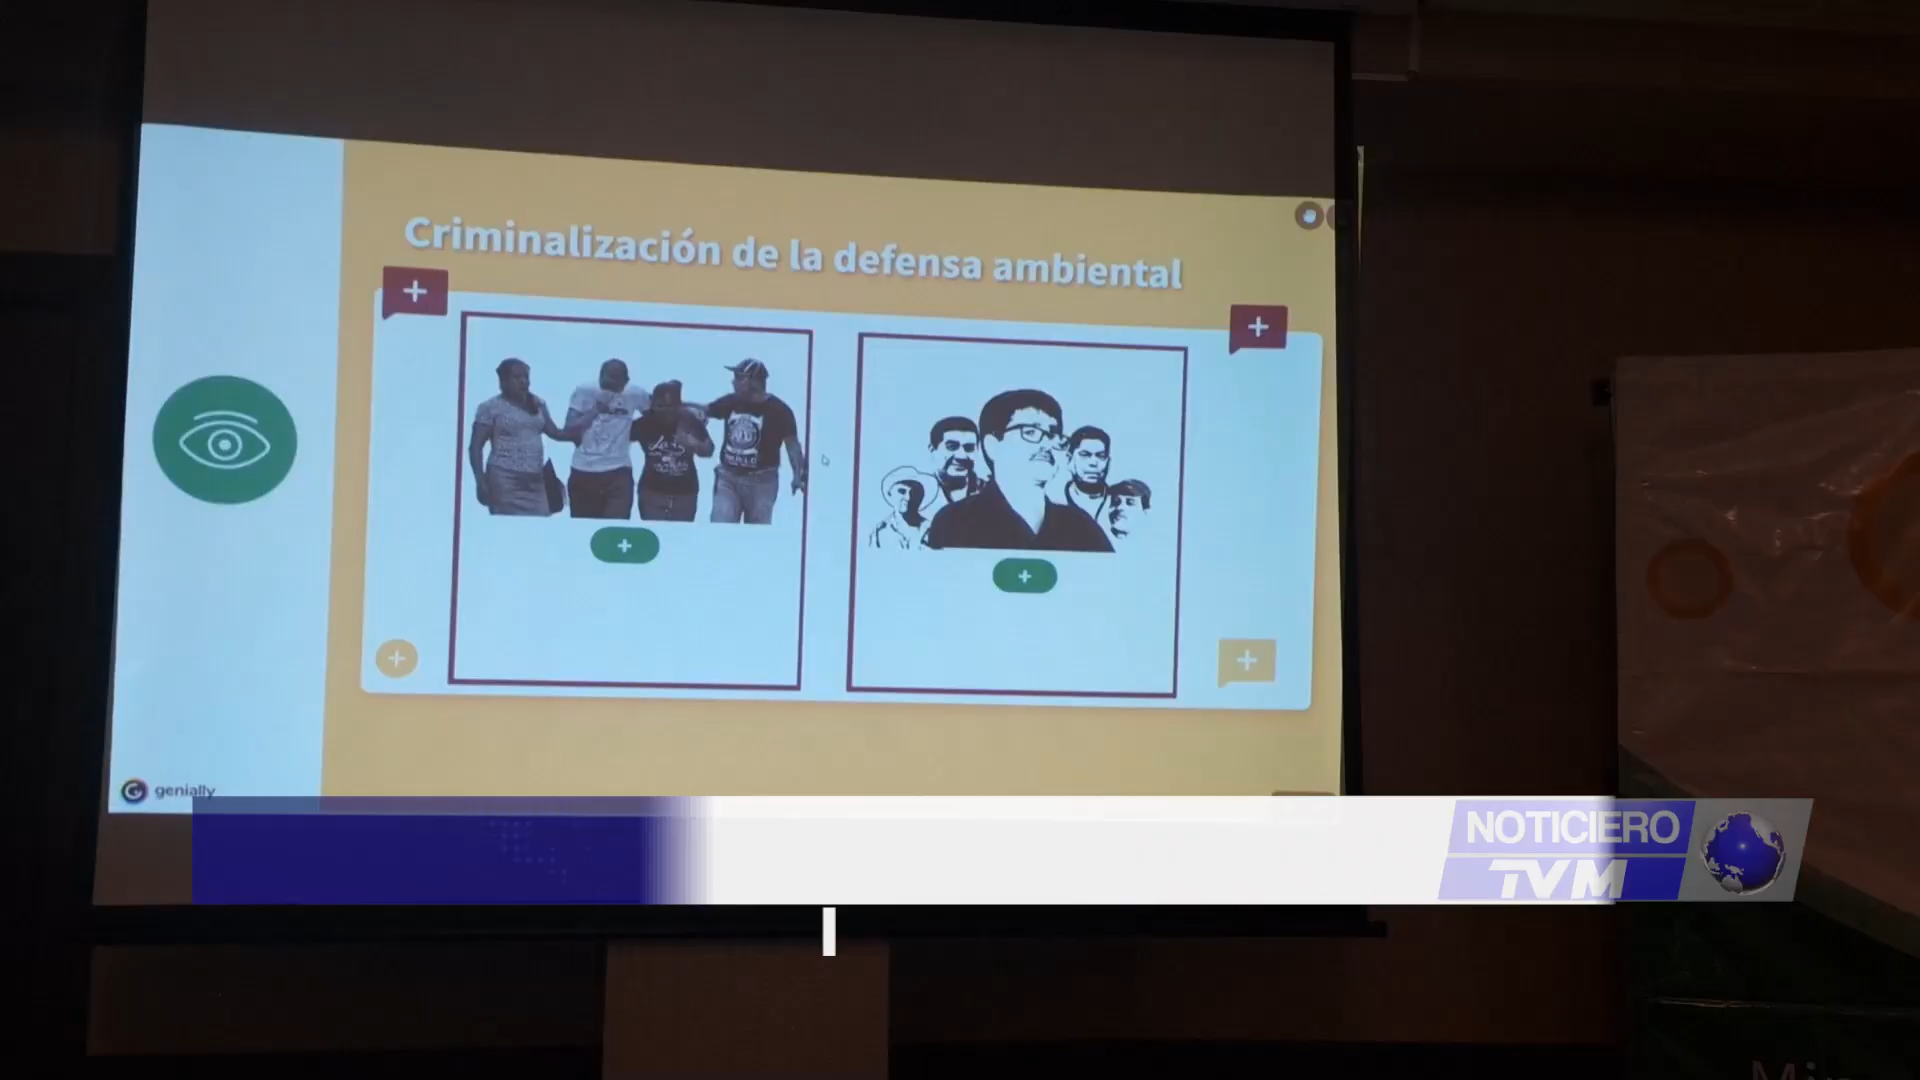 Criminalización de la defensa ambiental
genially
NOTICIERO
TVM